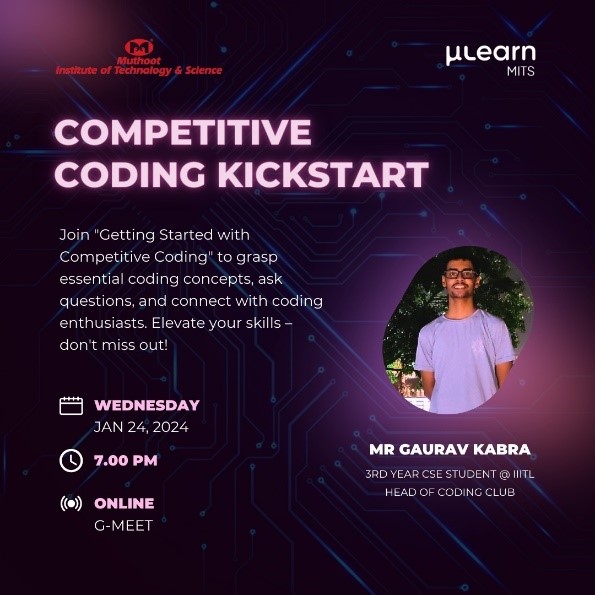 Muthoot
Institute of Technology & Science
µLearn
MITS
COMPETITIVE
CODING KICKSTART
Join "Getting Started with
Competitive Coding" to grasp
essential coding concepts, ask
questions, and connect with coding
enthusiasts. Elevate your skills –
don't miss out!
WEDNESDAY
JAN 24, 2024
7.00 PM
ONLINE
G-MEET
MR GAURAV KABRA
3RD YEAR CSE STUDENT @ IIITL
HEAD OF CODING CLUB